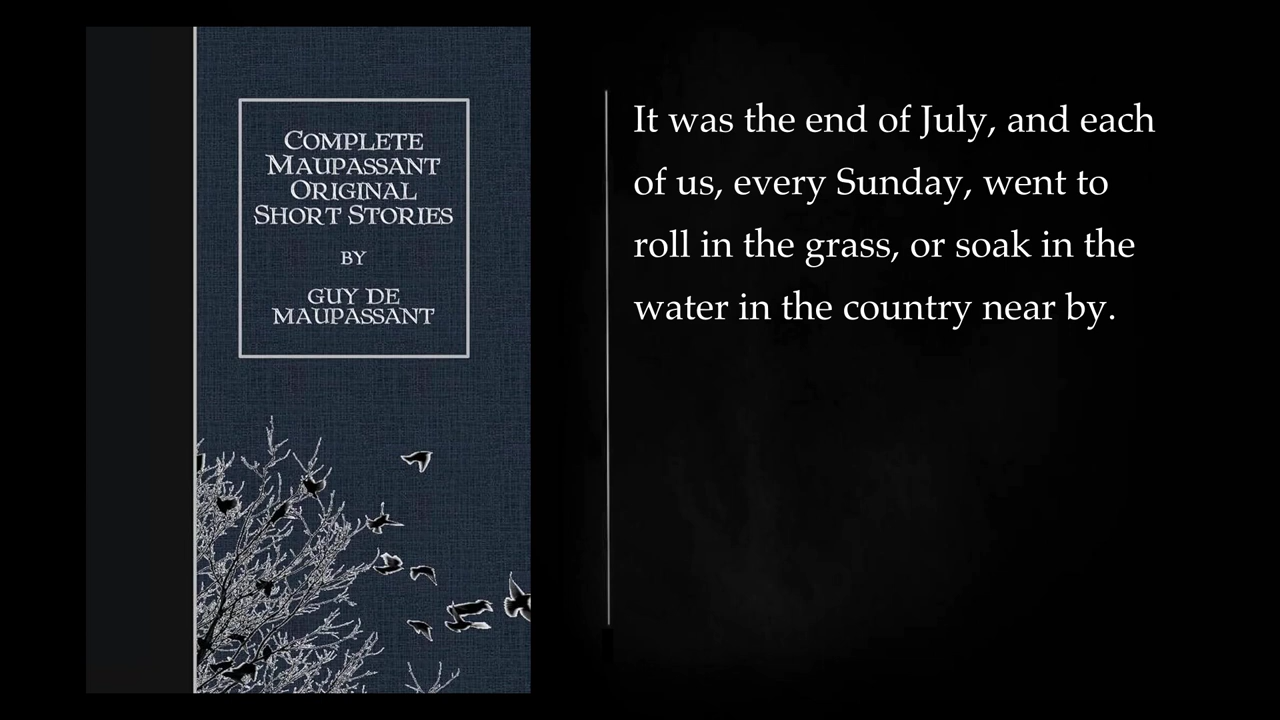 COMPLETE
MAUPASSANT
ORIGINAL
SHORT STORIES
BY
GUY DE
MAUPASSANT
It was the end of July, and each
of us, every Sunday, went to
roll in the grass, or soak in the
water in the country near by.